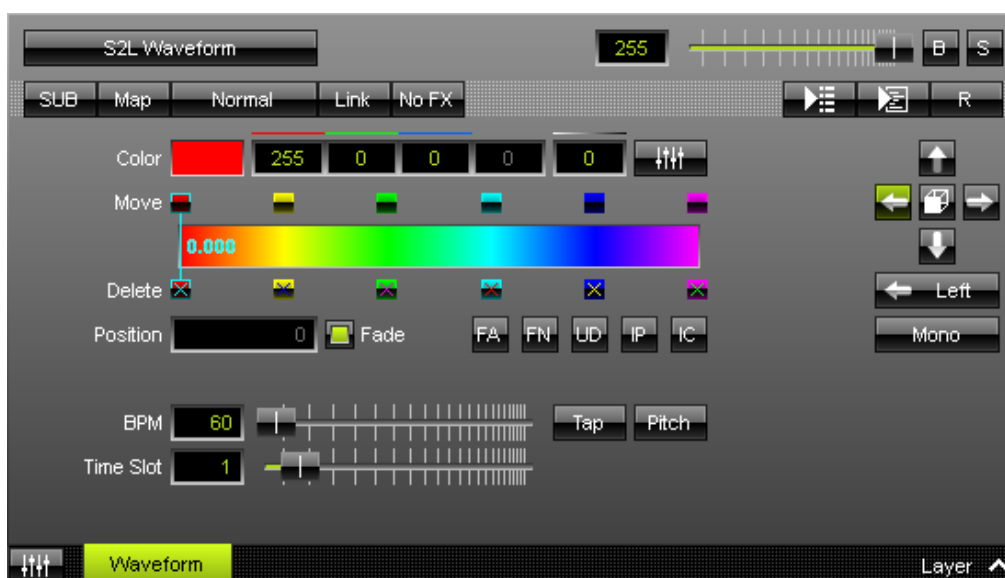 S2L Waveform 255 B S
SUB Map Normal Link No FX R
Color 255 0 0 0 0
Move
0.000
Delete
Left
Position 0 Fade FA FN UD IP IC Mono
BPM 60 Tap Pitch
Time Slot 1
Waveform Layer